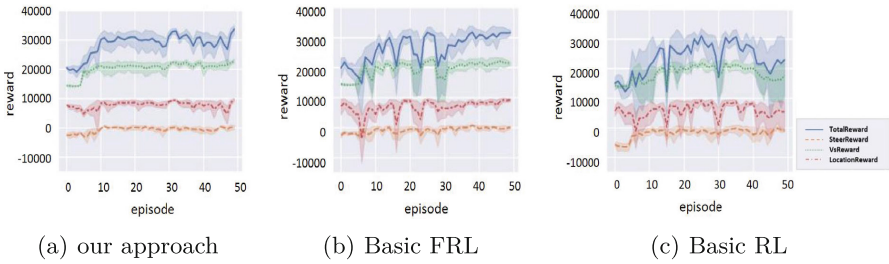 40000
30000
20000
10000
0
-10000
reward
0 10 20 30 40 50
episode
(a) our approach
40000
30000
20000
10000
0
-10000
reward
0 10 20 30 40 50
episode
(b) Basic FRL
40000
30000
20000
10000
0
-10000
reward
0 10 20 30 40 50
episode
(c) Basic RL
TotalReward
SteerReward
VsReward
LocationReward